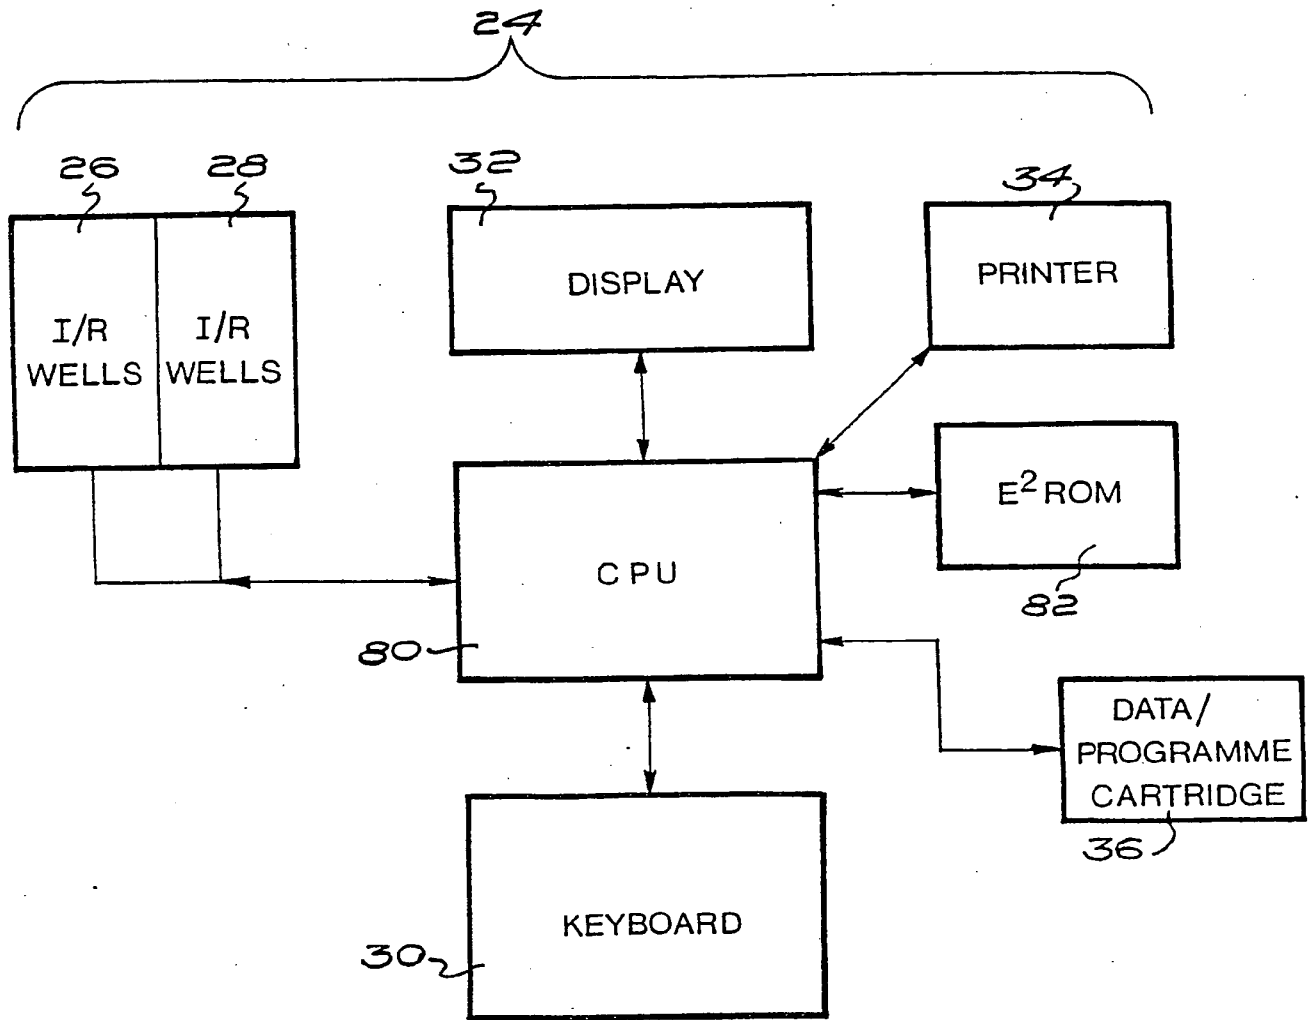 24
26
28
32
34
I/R
WELLS
I/R
WELLS
DISPLAY
PRINTER
E²ROM
82
CPU
80
DATA/
PROGRAMME
CARTRIDGE
36
KEYBOARD
30